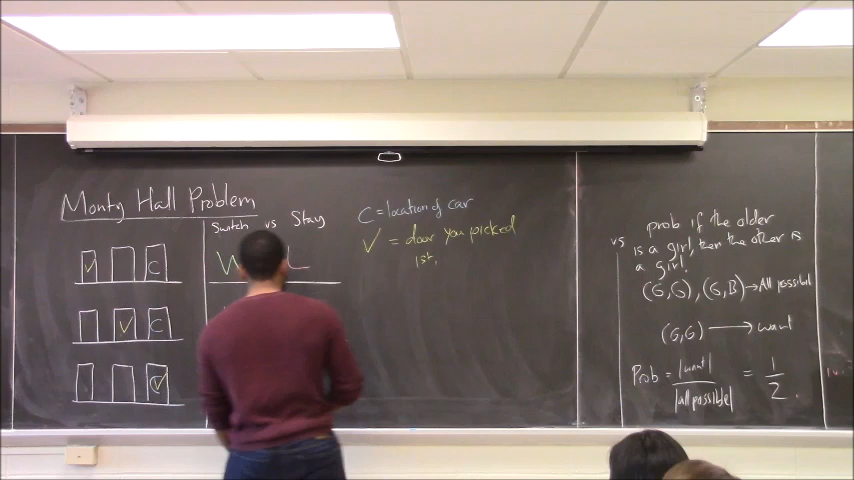 Monty Hall Problem
Switch vs Stay
✓ C W L
✓ C
C ✓
C = location of car
✓ = door you picked
1st.
vs prob if the older
is a girl, then the other is
a girl.
(G,G), (G,B) → All possible
(G,G) → want
Prob = |want| / |all possible| = 1/2.